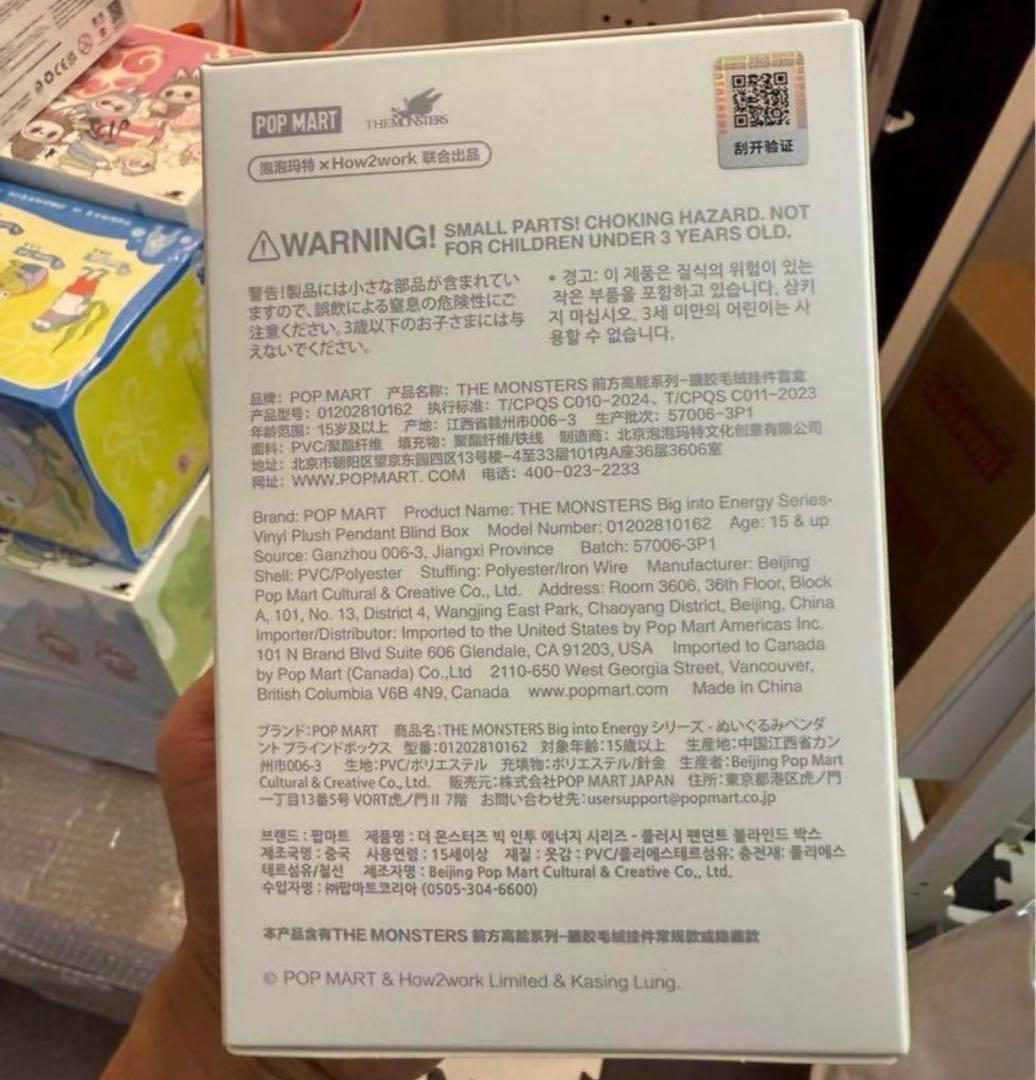 POP MART
THE MONSTERS
泡泡玛特×How2work 联合出品
刮开验证
WARNING! SMALL PARTS! CHOKING HAZARD. NOT
FOR CHILDREN UNDER 3 YEARS OLD.
警告!製品には小さな部品が含まれてい
ますので、誤飲による窒息の危険性にご
注意ください。3歳以下のお子さまには与
えないでください。
* 경고: 이 제품은 질식의 위험이 있는
작은 부품을 포함하고 있습니다. 삼키
지 마십시오. 3세 미만의 어린이는 사
용할 수 없습니다.
品牌: POP MART 产品名称: THE MONSTERS 前方高能系列-搪胶毛绒挂件盲盒
产品型号: 01202810162 执行标准: T/CPQS C010-2024、T/CPQS C011-2023
年龄范围: 15岁及以上 产地: 江西省赣州市006-3 生产批次: 57006-3P1
面料: PVC/聚酯纤维 填充物: 聚酯纤维/铁线 制造商: 北京泡泡玛特文化创意有限公司
地址: 北京市朝阳区望京东园四区13号楼-4至33层101内A座36层3606室
网址: WWW.POPMART. COM 电话: 400-023-2233
Brand: POP MART Product Name: THE MONSTERS Big into Energy Series-
Vinyl Plush Pendant Blind Box Model Number: 01202810162 Age: 15 & up
Source: Ganzhou 006-3, Jiangxi Province Batch: 57006-3P1
Shell: PVC/Polyester Stuffing: Polyester/Iron Wire Manufacturer: Beijing
Pop Mart Cultural & Creative Co., Ltd. Address: Room 3606, 36th Floor, Block
A, 101, No. 13, District 4, Wangjing East Park, Chaoyang District, Beijing, China
Importer/Distributor: Imported to the United States by Pop Mart Americas Inc.
101 N Brand Blvd Suite 606 Glendale, CA 91203, USA Imported to Canada
by Pop Mart (Canada) Co.,Ltd 2110-650 West Georgia Street, Vancouver,
British Columbia V6B 4N9, Canada www.popmart.com Made in China
ブランド:POP MART 商品名:THE MONSTERS Big into Energy シリーズ - ぬいぐるみペンダ
ント ブラインドボックス 型番:01202810162 対象年齢:15歳以上 生産地:中国江西省カン
州市006-3 生地:PVC/ポリエステル 充填物:ポリエステル/針金 生産者:Beijing Pop Mart
Cultural & Creative Co., Ltd. 販売元:株式会社POP MART JAPAN 住所:東京都港区虎ノ門
一丁目13番5号 VORT虎ノ門Ⅱ 7階 お問い合わせ先:usersupport@popmart.co.jp
브랜드 : 팝마트 제품명 : 더 몬스터즈 빅 인투 에너지 시리즈 - 플러시 펜던트 블라인드 박스
제조국명 : 중국 사용연령 : 15세이상 재질 : 옷감 : PVC/폴리에스테르섬유; 충전재: 폴리에스
테르섬유/철선 제조자명 : Beijing Pop Mart Cultural & Creative Co., Ltd.
수입자명 : ㈜팝마트코리아 (0505-304-6600)
本产品含有THE MONSTERS 前方高能系列-搪胶毛绒挂件常规款或隐藏款
© POP MART & How2work Limited & Kasing Lung.